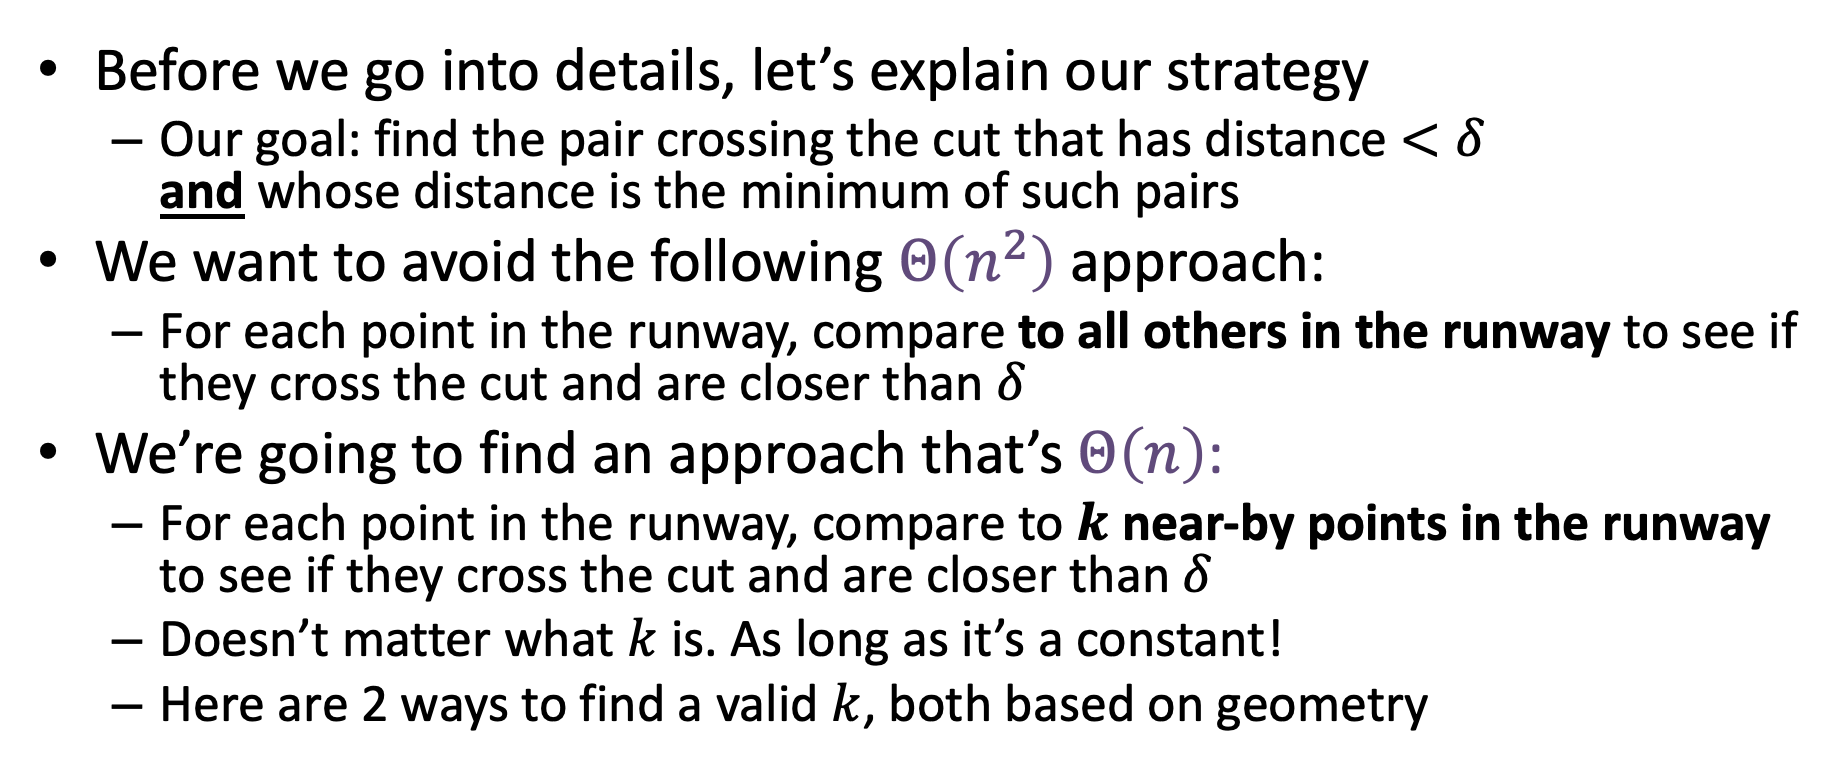 • Before we go into details, let’s explain our strategy
– Our goal: find the pair crossing the cut that has distance < δ
and whose distance is the minimum of such pairs
• We want to avoid the following Θ(n²) approach:
– For each point in the runway, compare to all others in the runway to see if
they cross the cut and are closer than δ
• We’re going to find an approach that’s Θ(n):
– For each point in the runway, compare to k near-by points in the runway
to see if they cross the cut and are closer than δ
– Doesn’t matter what k is. As long as it’s a constant!
– Here are 2 ways to find a valid k, both based on geometry